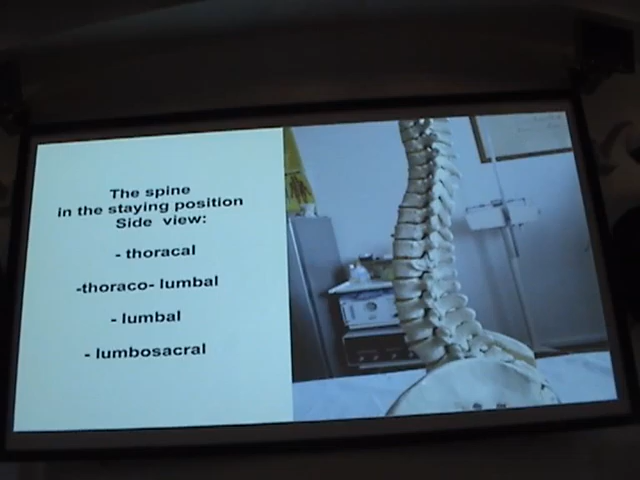 The spine
in the staying position
Side view:
- thoracal
-thoraco- lumbal
- lumbal
- lumbosacral